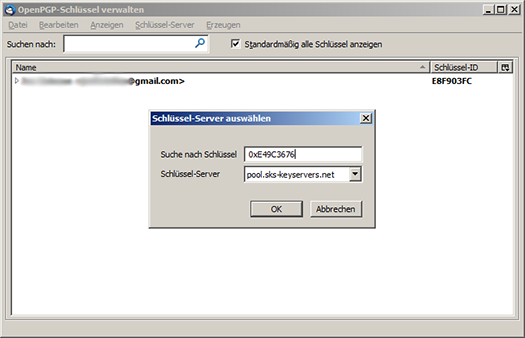 OpenPGP-Schlüssel verwalten
Datei Bearbeiten Anzeigen Schlüssel-Server Erzeugen
Suchen nach: Standardmäßig alle Schlüssel anzeigen
Name Schlüssel-ID
@gmail.com> E8F903FC
Schlüssel-Server auswählen
Suche nach Schlüssel 0xE49C3676
Schlüssel-Server pool.sks-keyservers.net
OK Abbrechen